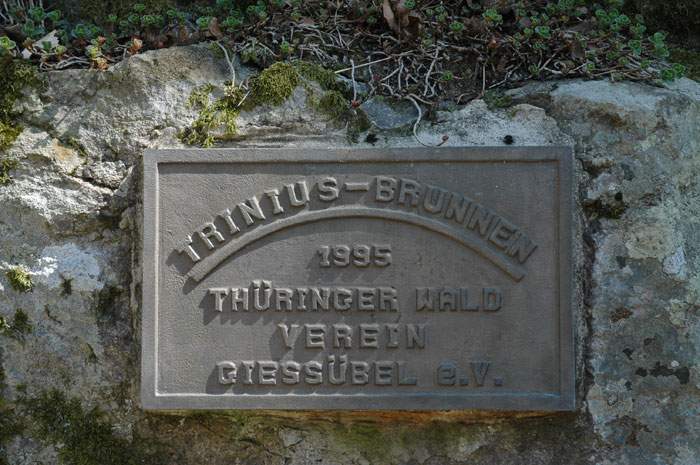 TRINIUS-BRUNNEN
1995
THÜRINGER WALD
VEREIN
GIESSÜBEL e.V.